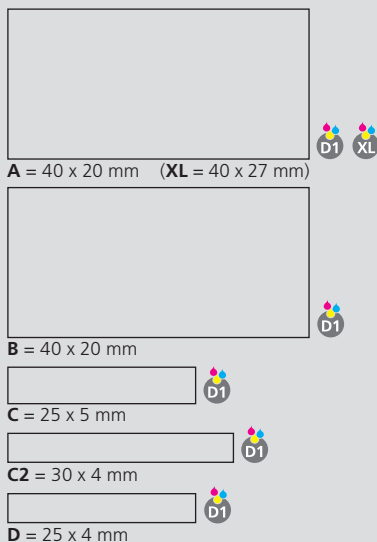 D1 XL
A = 40 x 20 mm (XL = 40 x 27 mm)
D1
B = 40 x 20 mm
D1
C = 25 x 5 mm
D1
C2 = 30 x 4 mm
D1
D = 25 x 4 mm